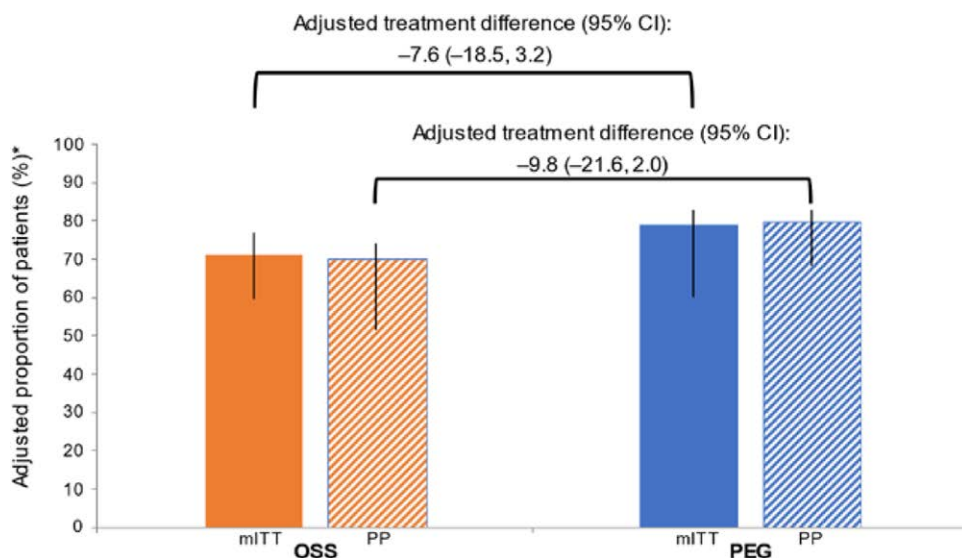 Adjusted treatment difference (95% CI):
–7.6 (–18.5, 3.2)
Adjusted treatment difference (95% CI):
–9.8 (–21.6, 2.0)
Adjusted proportion of patients (%)*
100
90
80
70
60
50
40
30
20
10
0
mITT PP mITT PP
OSS PEG